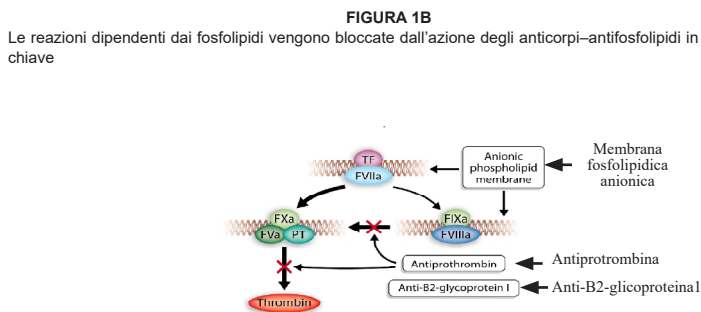 FIGURA 1B
Le reazioni dipendenti dai fosfolipidi vengono bloccate dall'azione degli anticorpi–antifosfolipidi in
chiave
TF
FVIIa
Anionic
phospholipid
membrane
Membrana
fosfolipidica
anionica
FXa
FVa PT
FIXa
FVIIIa
Antiprothrombin
Antiprotrombina
Anti-B2-glycoprotein I
Anti-B2-glicoproteina1
Thrombin